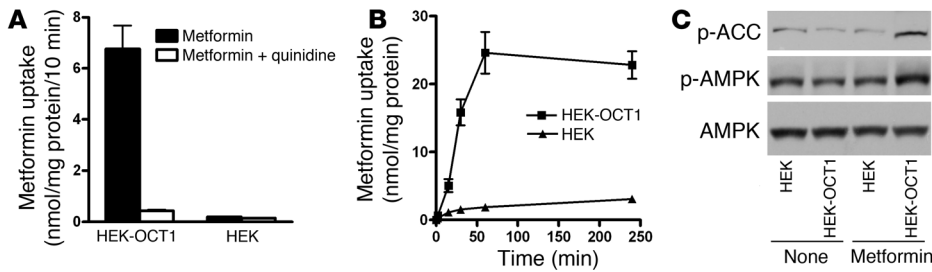 A
Metformin uptake
(nmol/mg protein/10 min)
8
6
4
2
0
Metformin
Metformin + quinidine
HEK-OCT1
HEK
B
Metformin uptake
(nmol/mg protein)
30
20
10
0
HEK-OCT1
HEK
0
50
100
150
200
250
Time (min)
C
p-ACC
p-AMPK
AMPK
HEK
HEK-OCT1
HEK
HEK-OCT1
None
Metformin